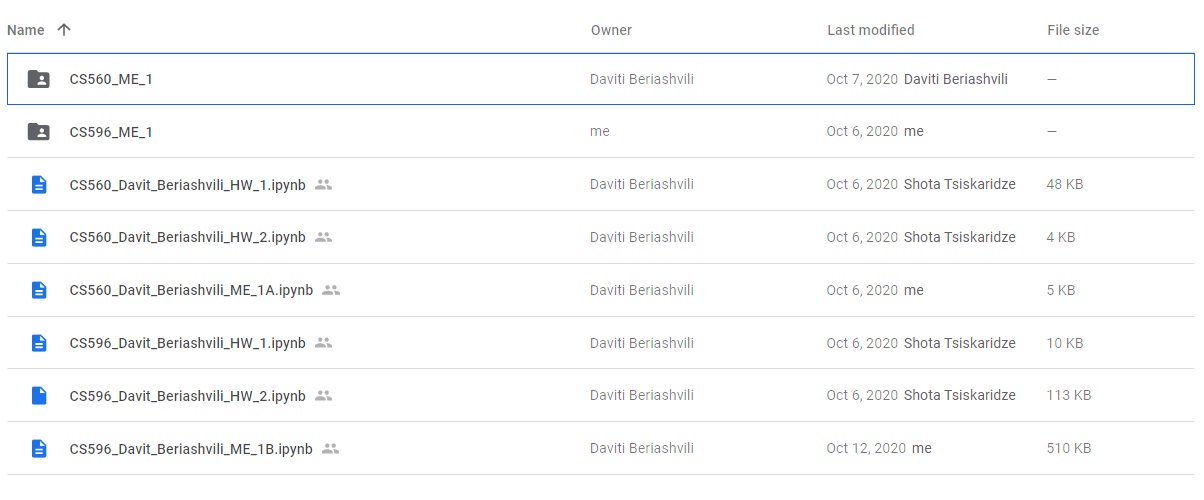 Name Owner Last modified File size
CS560_ME_1 Daviti Beriashvili Oct 7, 2020 Daviti Beriashvili —
CS596_ME_1 me Oct 6, 2020 me —
CS560_Davit_Beriashvili_HW_1.ipynb Daviti Beriashvili Oct 6, 2020 Shota Tsiskaridze 48 KB
CS560_Davit_Beriashvili_HW_2.ipynb Daviti Beriashvili Oct 6, 2020 Shota Tsiskaridze 4 KB
CS560_Davit_Beriashvili_ME_1A.ipynb Daviti Beriashvili Oct 6, 2020 me 5 KB
CS596_Davit_Beriashvili_HW_1.ipynb Daviti Beriashvili Oct 6, 2020 Shota Tsiskaridze 10 KB
CS596_Davit_Beriashvili_HW_2.ipynb Daviti Beriashvili Oct 6, 2020 Shota Tsiskaridze 113 KB
CS596_Davit_Beriashvili_ME_1B.ipynb Daviti Beriashvili Oct 12, 2020 me 510 KB